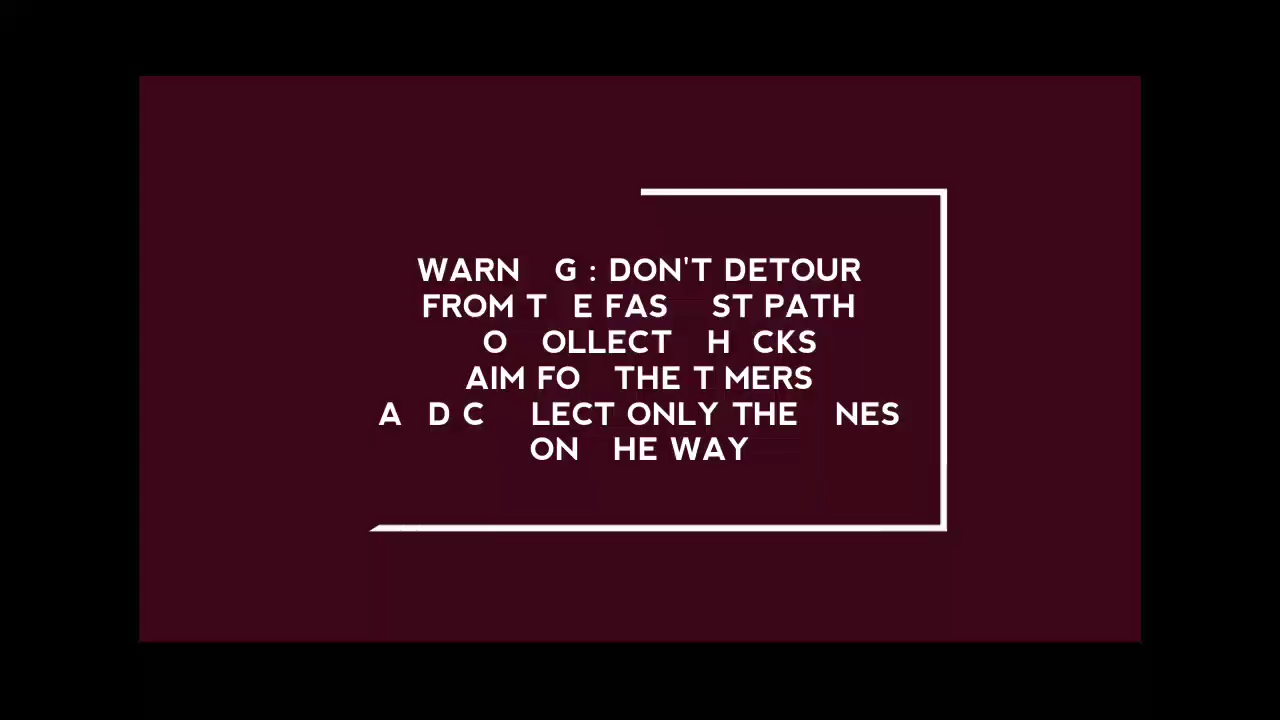 WARN G : DON'T DETOUR
FROM T E FAS ST PATH
O OLLECT H CKS
AIM FO THE T MERS
A D C LECT ONLY THE NES
ON HE WAY